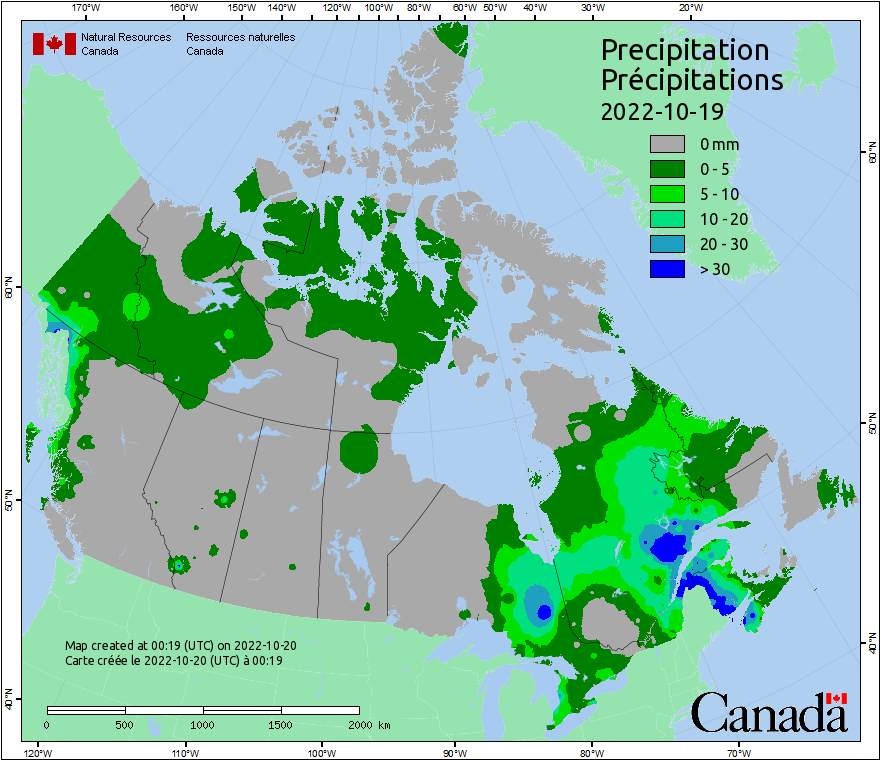 170°W 160°W 150°W 140°W 130°W 120°W 110°W 100°W 90°W 80°W 60°W 50°W 40°W 30°W 20°W
Natural Resources Ressources naturelles
Canada Canada
Precipitation
Précipitations
2022-10-19
0 mm
0 - 5
5 - 10
10 - 20
20 - 30
> 30
60°N
50°N
40°N
60°N
50°N
40°N
Map created at 00:19 (UTC) on 2022-10-20
Carte créée le 2022-10-20 (UTC) à 00:19
0 500 1000 1500 2000 km
Canada
120°W 110°W 100°W 90°W 80°W 70°W